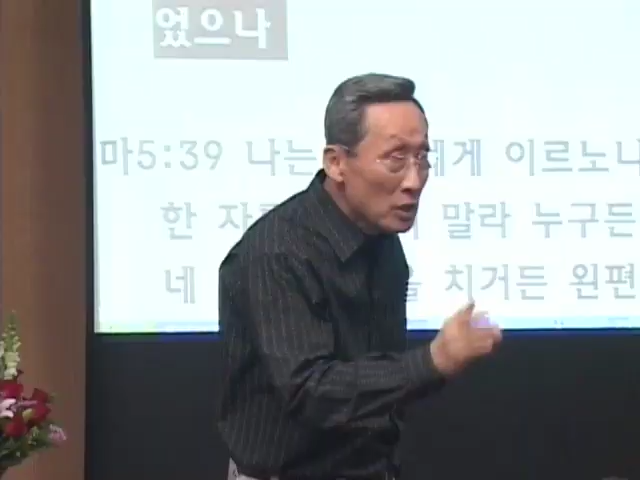 었으나
마5:39 나는 에게 이르노니
한 자 말라 누구든
네 치거든 왼편